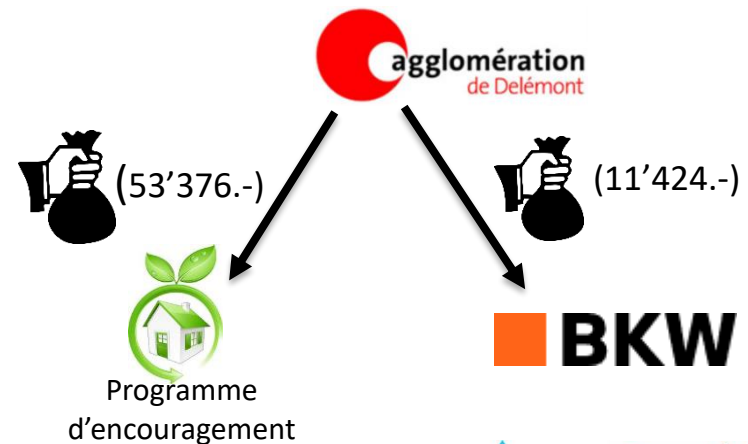 agglomération
de Delémont
(53’376.-)
(11’424.-)
BKW
Programme
d’encouragement